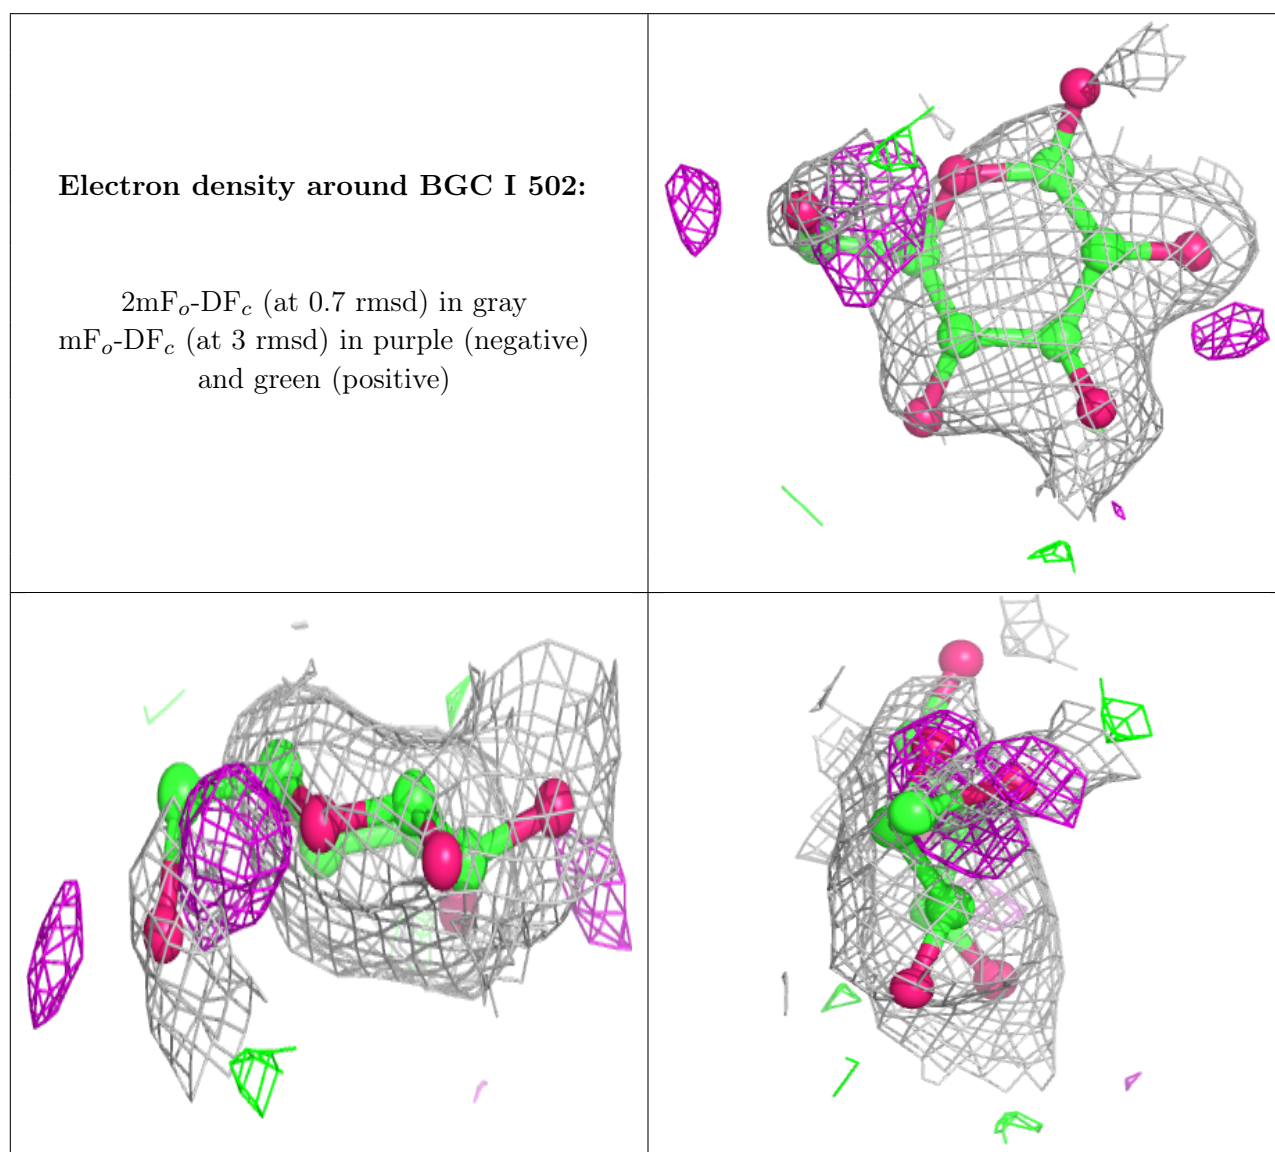 Electron density around BGC I 502:
2mFo-DFc (at 0.7 rmsd) in gray
mFo-DFc (at 3 rmsd) in purple (negative)
and green (positive)